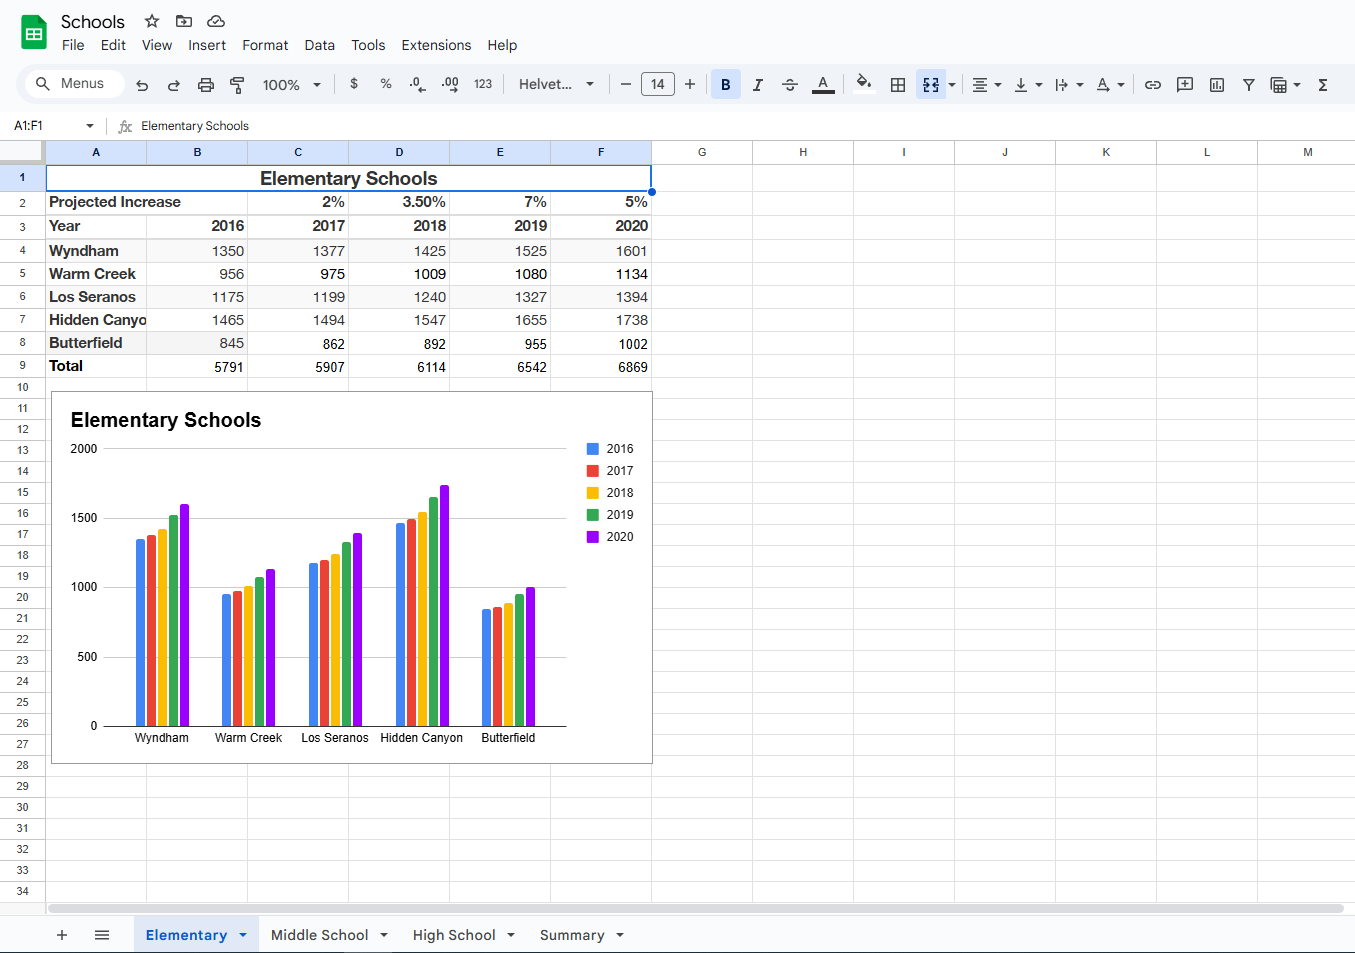 Schools
File Edit View Insert Format Data Tools Extensions Help
Menus 100% $ % .0 .00 123 Helvet... 14 B I A A Σ
A1:F1 fx Elementary Schools
A B C D E F G H I J K L M
1 Elementary Schools
2 Projected Increase 2% 3.50% 7% 5%
3 Year 2016 2017 2018 2019 2020
4 Wyndham 1350 1377 1425 1525 1601
5 Warm Creek 956 975 1009 1080 1134
6 Los Seranos 1175 1199 1240 1327 1394
7 Hidden Canyo 1465 1494 1547 1655 1738
8 Butterfield 845 862 892 955 1002
9 Total 5791 5907 6114 6542 6869
10
11
12
13
14
15
16
17
18
19
20
21
22
23
24
25
26
27
28
29
30
31
32
33
34
Elementary Schools
2000
1500
1000
500
0
Wyndham Warm Creek Los Seranos Hidden Canyon Butterfield
2016
2017
2018
2019
2020
Elementary Middle School High School Summary